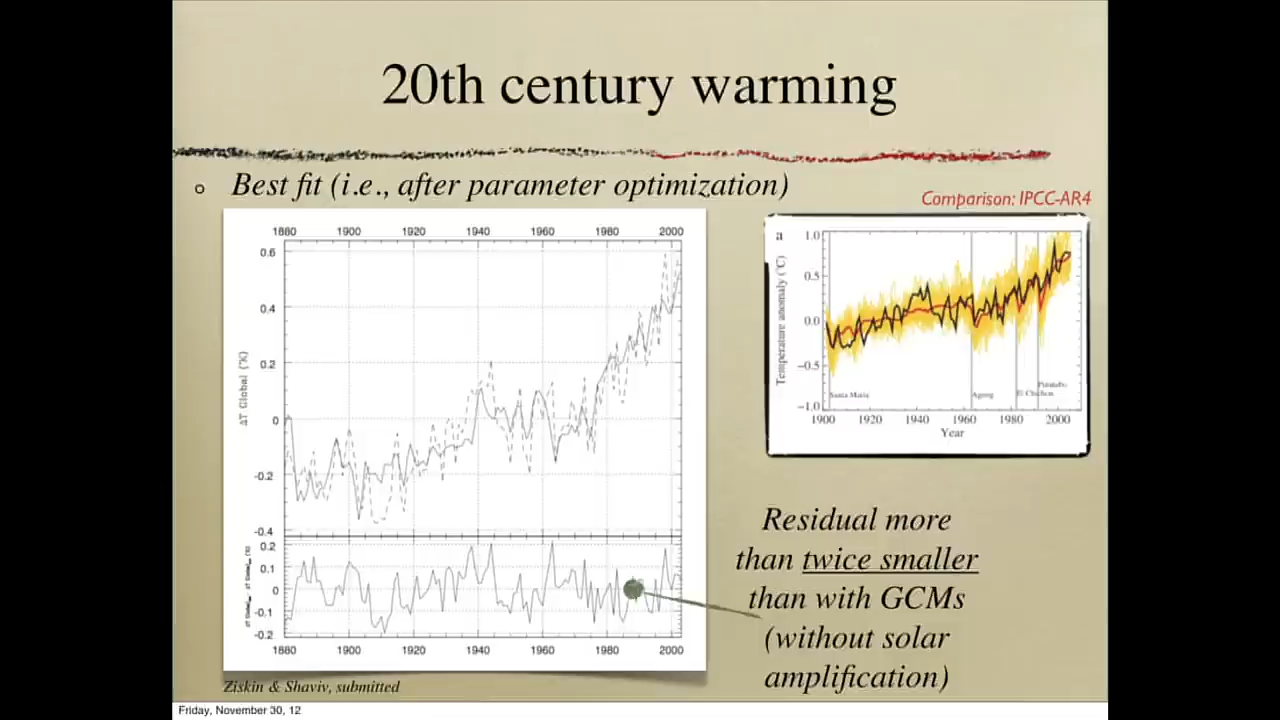 20th century warming
Best fit (i.e., after parameter optimization)
Comparison: IPCC-AR4
1880 1900 1920 1940 1960 1980 2000
0.6
0.4
0.2
0
-0.2
-0.4
ΔT Global (°K)
0.2
0.1
0
-0.1
-0.2
1880 1900 1920 1940 1960 1980 2000
Ziskin & Shaviv, submitted
a
1.0
0.5
0.0
−0.5
−1.0
Temperature anomaly (°C)
Santa Maria
Agung
El Chichon
Pinatubo
1900 1920 1940 1960 1980 2000
Year
Residual more
than twice smaller
than with GCMs
(without solar
amplification)
Friday, November 30, 12